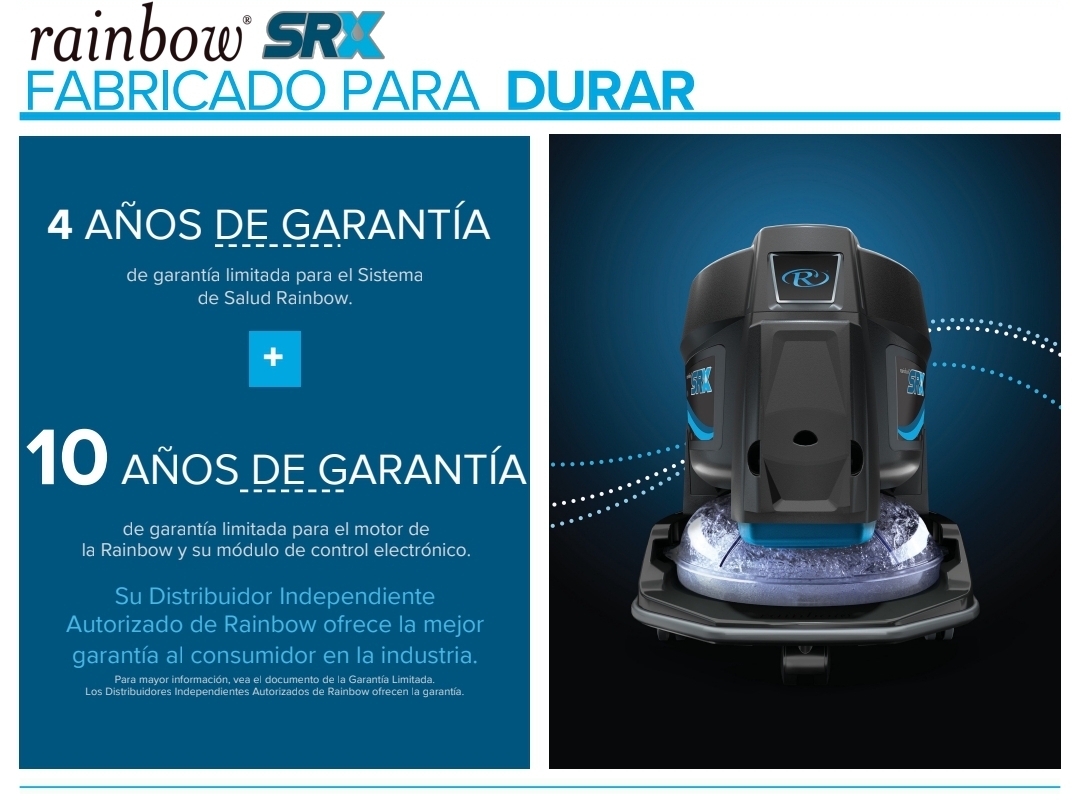 rainbow® SRX
FABRICADO PARA DURAR
4 AÑOS DE GARANTÍA
de garantía limitada para el Sistema
de Salud Rainbow.
+
10 AÑOS DE GARANTÍA
de garantía limitada para el motor de
la Rainbow y su módulo de control electrónico.
Su Distribuidor Independiente
Autorizado de Rainbow ofrece la mejor
garantía al consumidor en la industria.
Para mayor información, vea el documento de la Garantía Limitada.
Los Distribuidores Independientes Autorizados de Rainbow ofrecen la garantía.
R
SRX
SRX